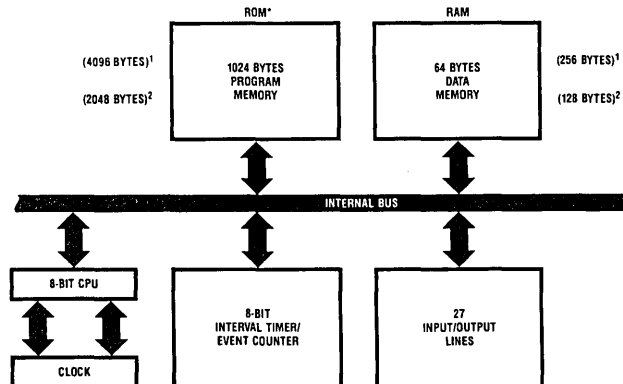 ROM*
RAM
(4096 BYTES)¹
(2048 BYTES)²
1024 BYTES
PROGRAM
MEMORY
64 BYTES
DATA
MEMORY
(256 BYTES)¹
(128 BYTES)²
INTERNAL BUS
8-BIT CPU
CLOCK
8-BIT
INTERVAL TIMER/
EVENT COUNTER
27
INPUT/OUTPUT
LINES